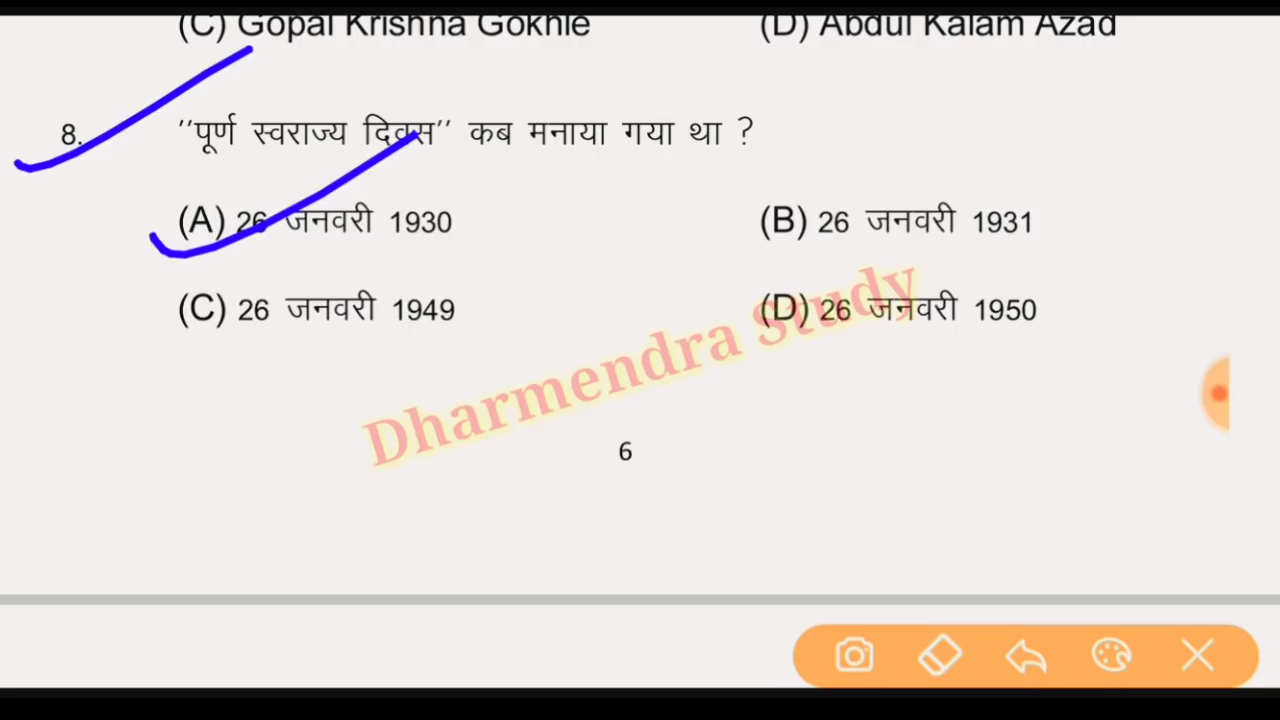 (C) Gopal Krishna Gokhle (D) Abdul Kalam Azad
8. ''पूर्ण स्वराज्य दिवस'' कब मनाया गया था ?
(A) 26 जनवरी 1930 (B) 26 जनवरी 1931
(C) 26 जनवरी 1949 (D) 26 जनवरी 1950
Dharmendra Study
6